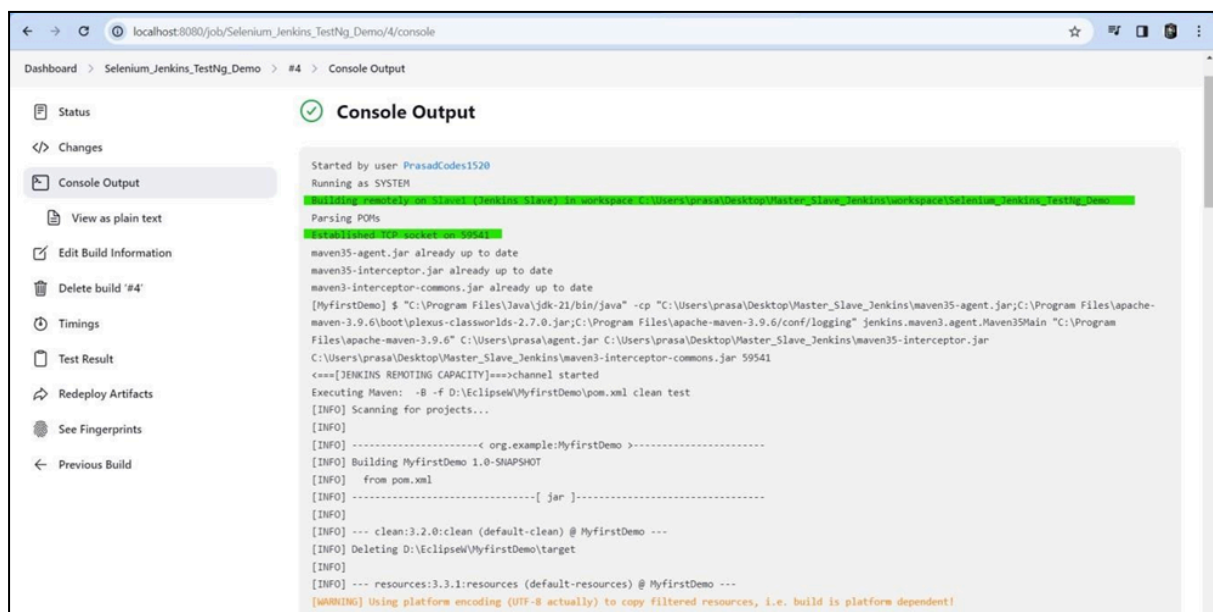 localhost:8080/job/Selenium_Jenkins_TestNg_Demo/4/console
Dashboard > Selenium_Jenkins_TestNg_Demo > #4 > Console Output
Status
Changes
Console Output
View as plain text
Edit Build Information
Delete build '#4'
Timings
Test Result
Redeploy Artifacts
See Fingerprints
Previous Build
Console Output
Started by user PrasadCodes1520
Running as SYSTEM
Building remotely on Slave1 (Jenkins Slave) in workspace C:\Users\prasa\Desktop\Master_Slave_Jenkins\workspace\Selenium_Jenkins_TestNg_Demo
Parsing POMs
Established TCP socket on 59541
maven35-agent.jar already up to date
maven35-interceptor.jar already up to date
maven3-interceptor-commons.jar already up to date
[MyfirstDemo] $ "C:\Program Files\Java\jdk-21/bin/java" -cp "C:\Users\prasa\Desktop\Master_Slave_Jenkins\maven35-agent.jar;C:\Program Files\apache-
maven-3.9.6\boot\plexus-classworlds-2.7.0.jar;C:\Program Files\apache-maven-3.9.6/conf/logging" jenkins.maven3.agent.Maven35Main "C:\Program
Files\apache-maven-3.9.6" C:\Users\prasa\agent.jar C:\Users\prasa\Desktop\Master_Slave_Jenkins\maven35-interceptor.jar
C:\Users\prasa\Desktop\Master_Slave_Jenkins\maven3-interceptor-commons.jar 59541
<===[JENKINS REMOTING CAPACITY]===>channel started
Executing Maven:  -B -f D:\EclipseW\MyfirstDemo\pom.xml clean test
[INFO] Scanning for projects...
[INFO]
[INFO] ----------------------< org.example:MyfirstDemo >-----------------------
[INFO] Building MyfirstDemo 1.0-SNAPSHOT
[INFO]   from pom.xml
[INFO] --------------------------------[ jar ]---------------------------------
[INFO]
[INFO] --- clean:3.2.0:clean (default-clean) @ MyfirstDemo ---
[INFO] Deleting D:\EclipseW\MyfirstDemo\target
[INFO]
[INFO] --- resources:3.3.1:resources (default-resources) @ MyfirstDemo ---
[WARNING] Using platform encoding (UTF-8 actually) to copy filtered resources, i.e. build is platform dependent!